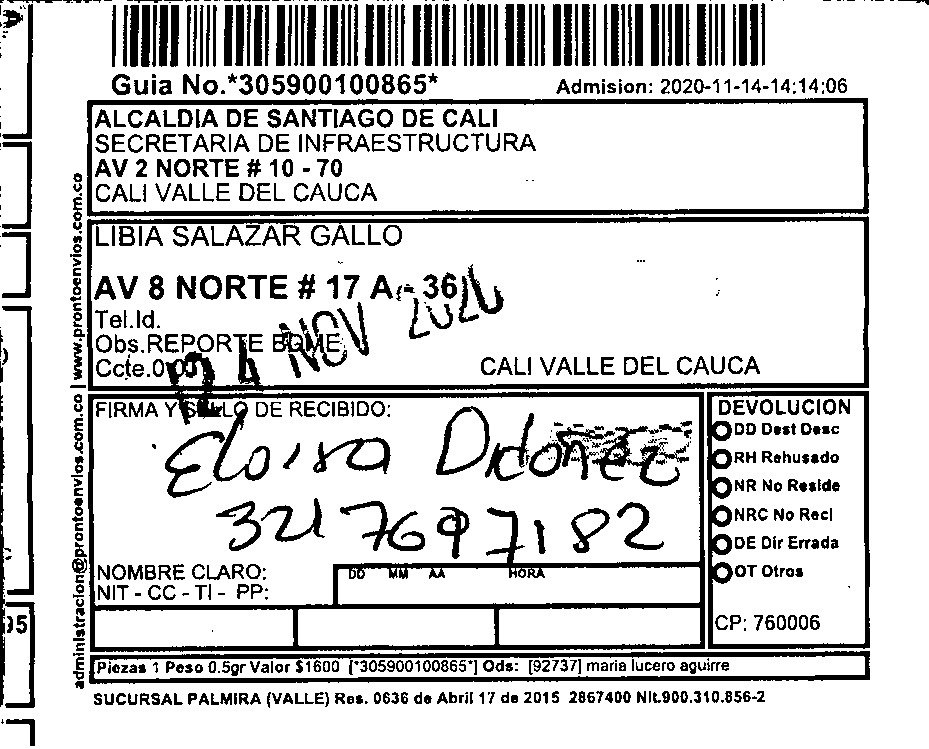 Guia No.*305900100865*
Admision: 2020-11-14-14:14:06
ALCALDIA DE SANTIAGO DE CALI
SECRETARIA DE INFRAESTRUCTURA
AV 2 NORTE # 10 - 70
CALI VALLE DEL CAUCA
LIBIA SALAZAR GALLO
AV 8 NORTE # 17 A - 36
Tel.Id.
Obs.REPORTE
NOV 2020
CALI VALLE DEL CAUCA
FIRMA Y SELLO DE RECIBIDO:
Eloisa Ordoñez
321 7697182
NOMBRE CLARO:
NIT - CC - TI - PP:
DD MM AA HORA
DEVOLUCION
DD Dest Desc
RH Rehusado
NR No Reside
NRC No Recl
DE Dir Errada
OT Otros
CP: 760006
Piezas 1 Peso 0.5gr Valor $1600 [*305900100865*] Ods: [92737] maria lucero aguirre
SUCURSAL PALMIRA (VALLE) Res. 0636 de Abril 17 de 2015 2867400 Nit.900.310.856-2
administracion@prontoenvios.com.co | www.prontoenvios.com.co